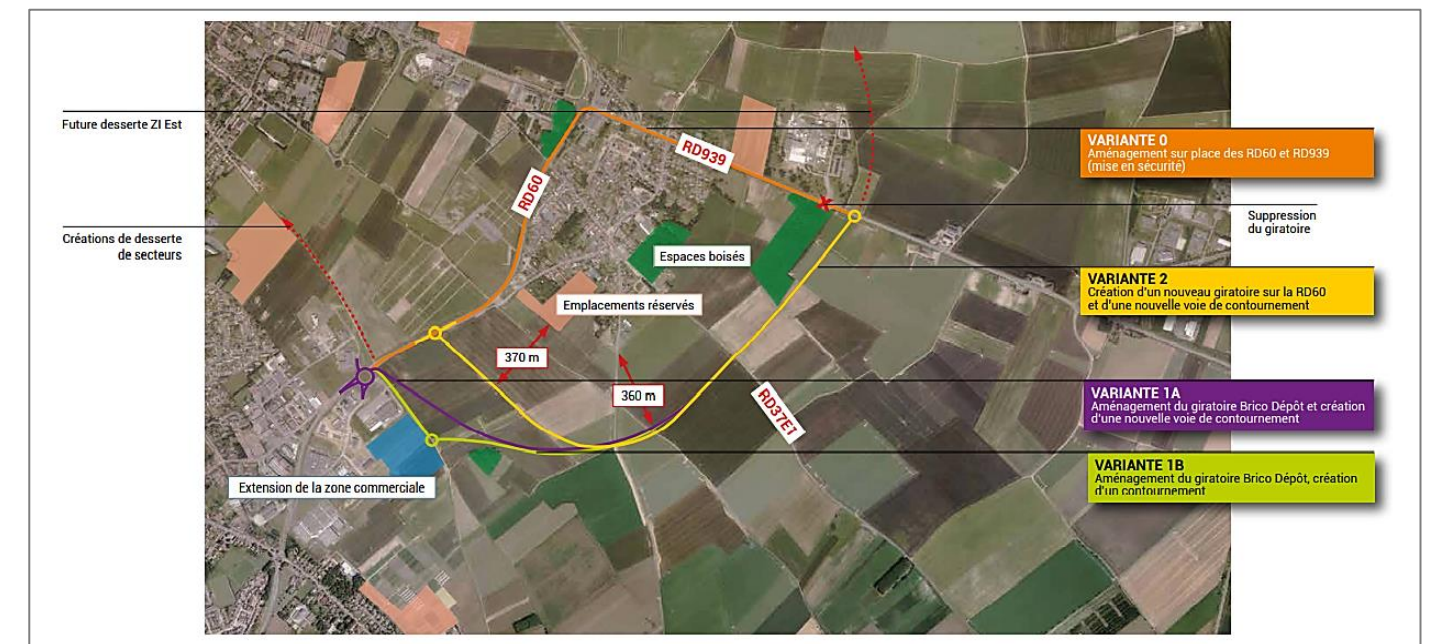 Future desserte ZI Est
Créations de desserte
de secteurs
RD60
RD939
Espaces boisés
Emplacements réservés
370 m
360 m
RD37E1
Extension de la zone commerciale
VARIANTE 0
Aménagement sur place des RD60 et RD939
(mise en sécurité)
Suppression
du giratoire
VARIANTE 2
Création d'un nouveau giratoire sur la RD60
et d'une nouvelle voie de contournement
VARIANTE 1A
Aménagement du giratoire Brico Dépôt et création
d'une nouvelle voie de contournement
VARIANTE 1B
Aménagement du giratoire Brico Dépôt, création
d'un contournement